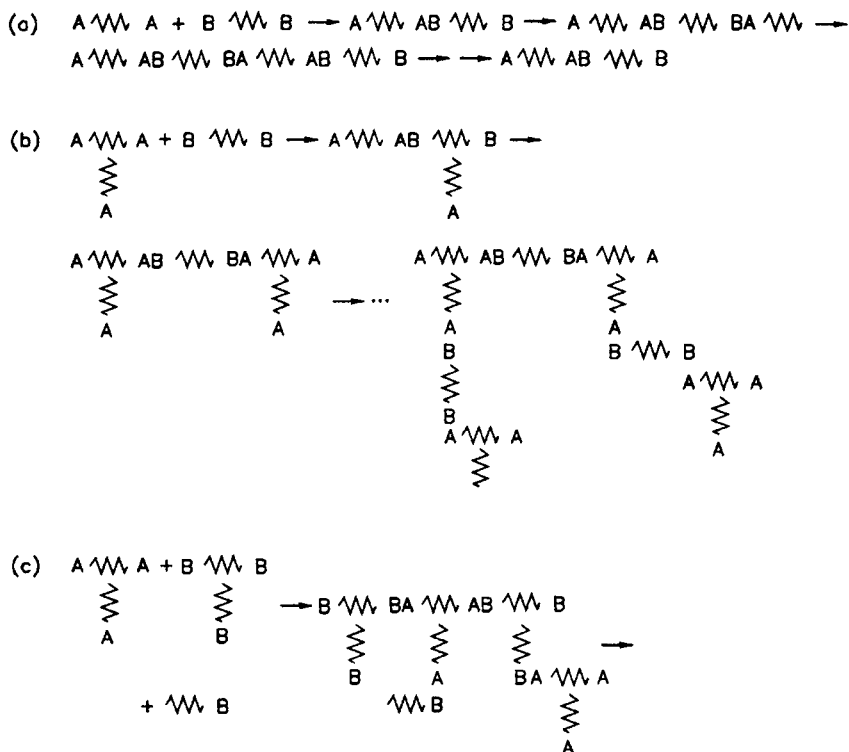 (a) A A + B B → A AB B → A AB BA →
A AB BA AB B → → A AB B
(b) A A + B B → A AB B →
A A
A AB BA A A AB BA A
→ ...
A A A A
B B B
A A
B
A A A
(c) A A + B B
→ B BA AB B
A B →
B A BA A
+ B B
A